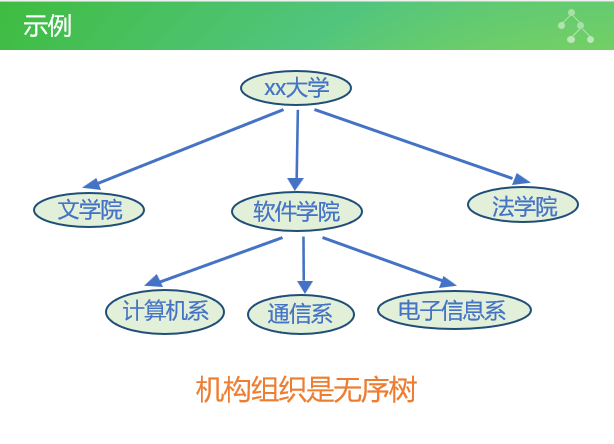 示例
xx大学
文学院
软件学院
法学院
计算机系
通信系
电子信息系
机构组织是无序树